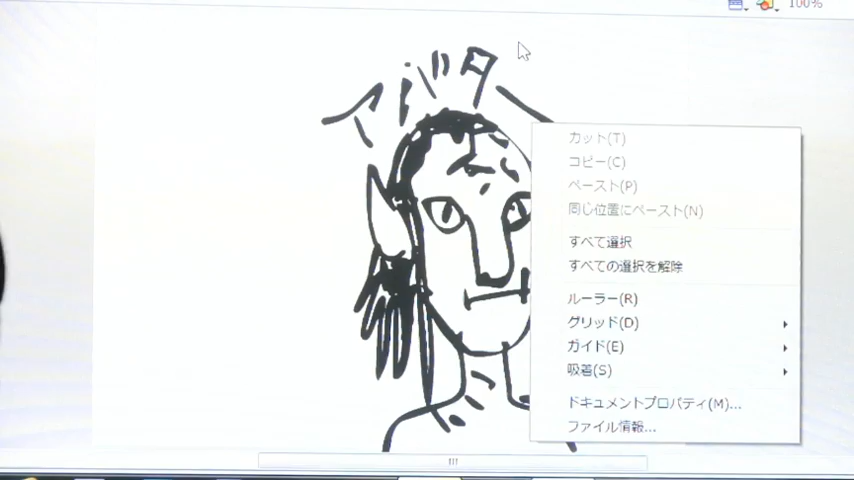 100%
アバター
カット(T)
コピー(C)
ペースト(P)
同じ位置にペースト(N)
すべて選択
すべての選択を解除
ルーラー(R)
グリッド(D)
ガイド(E)
吸着(S)
ドキュメントプロパティ(M)...
ファイル情報...